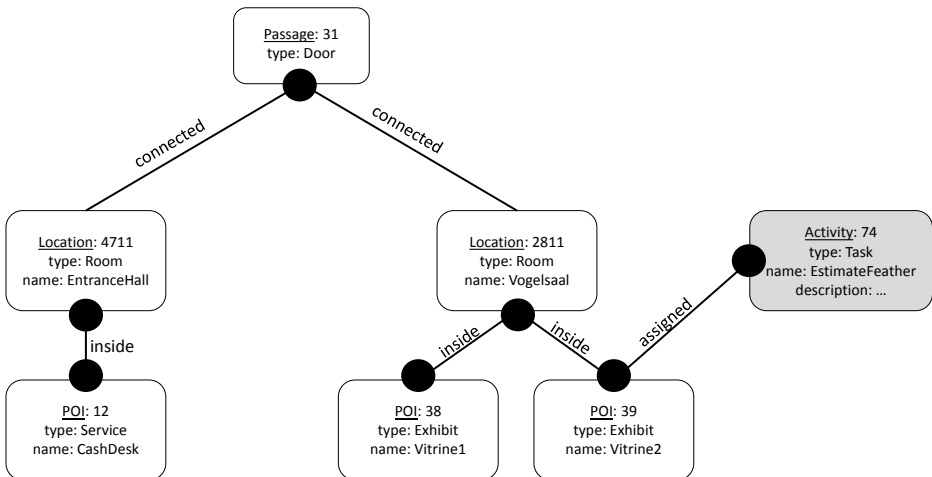 Passage: 31
type: Door
connected
connected
Location: 4711
type: Room
name: EntranceHall
Location: 2811
type: Room
name: Vogelsaal
Activity: 74
type: Task
name: EstimateFeather
description: ...
inside
inside
inside
assigned
POI: 12
type: Service
name: CashDesk
POI: 38
type: Exhibit
name: Vitrine1
POI: 39
type: Exhibit
name: Vitrine2